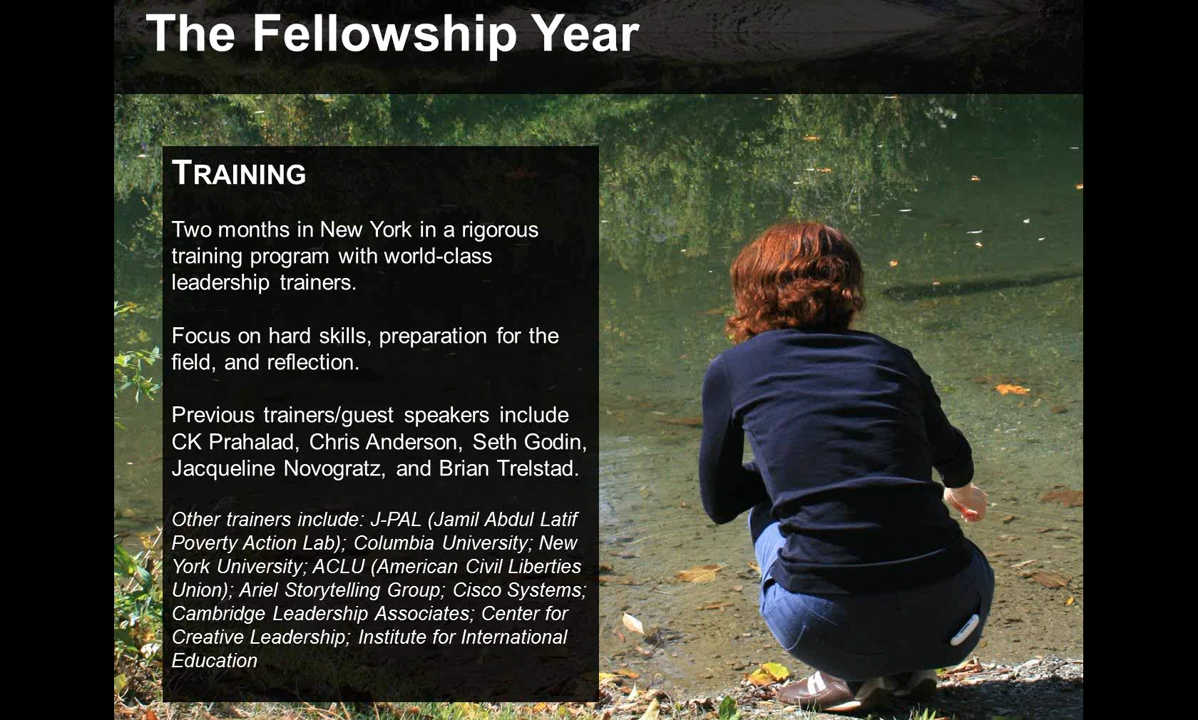 The Fellowship Year
TRAINING
Two months in New York in a rigorous
training program with world-class
leadership trainers.
Focus on hard skills, preparation for the
field, and reflection.
Previous trainers/guest speakers include
CK Prahalad, Chris Anderson, Seth Godin,
Jacqueline Novogratz, and Brian Trelstad.
Other trainers include: J-PAL (Jamil Abdul Latif
Poverty Action Lab); Columbia University; New
York University; ACLU (American Civil Liberties
Union); Ariel Storytelling Group; Cisco Systems;
Cambridge Leadership Associates; Center for
Creative Leadership; Institute for International
Education